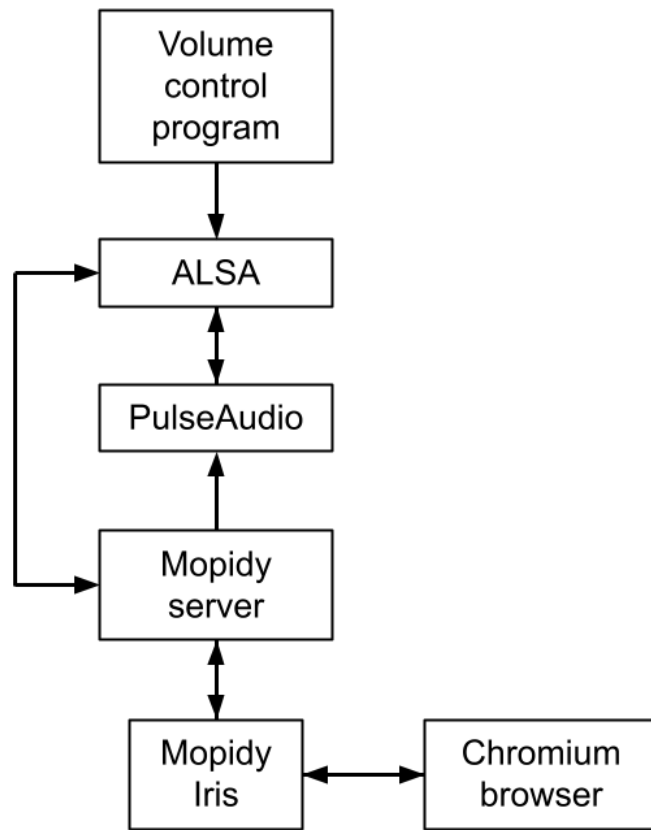 Volume
control
program
ALSA
PulseAudio
Mopidy
server
Mopidy
Iris
Chromium
browser